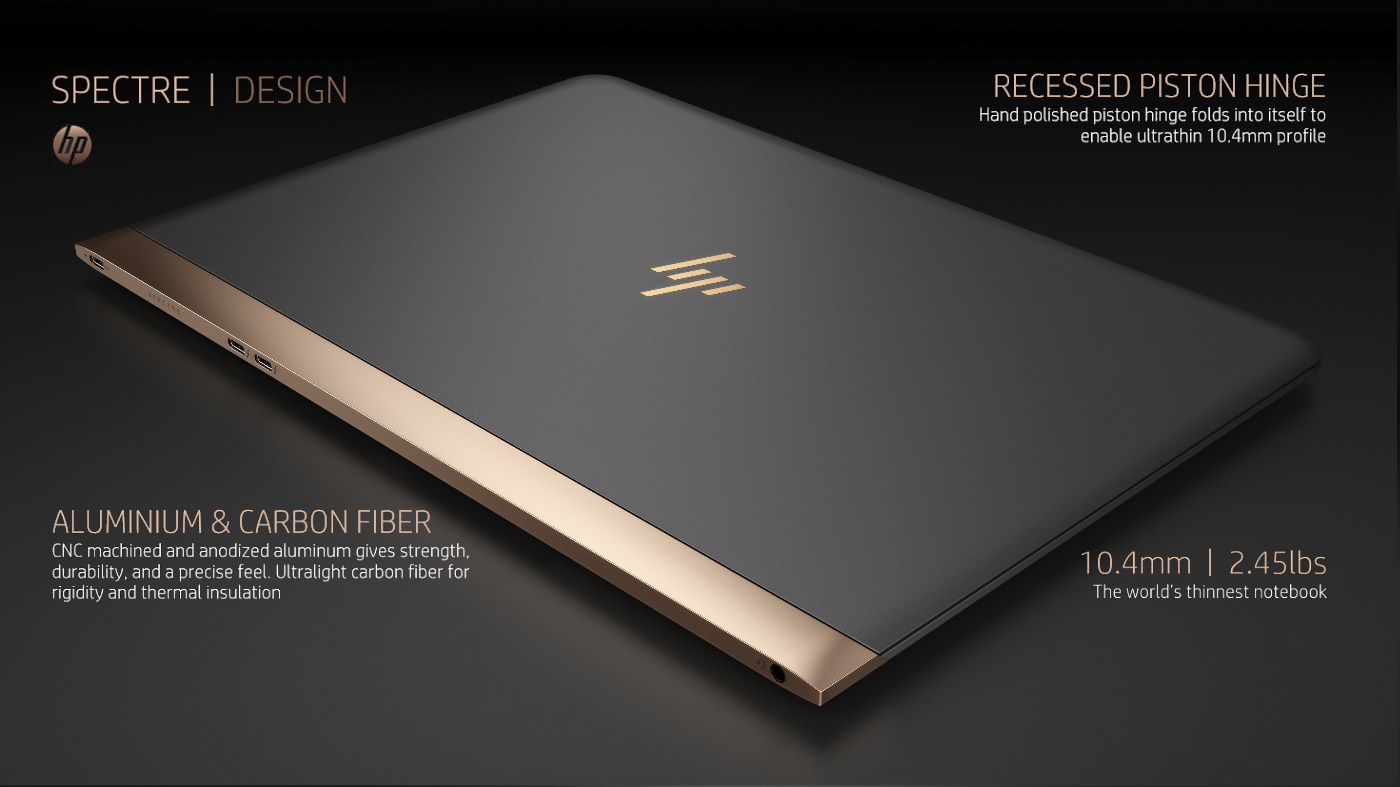 SPECTRE | DESIGN
hp
RECESSED PISTON HINGE
Hand polished piston hinge folds into itself to
enable ultrathin 10.4mm profile
SPECTRE
ALUMINIUM & CARBON FIBER
CNC machined and anodized aluminum gives strength,
durability, and a precise feel. Ultralight carbon fiber for
rigidity and thermal insulation
10.4mm | 2.45lbs
The world's thinnest notebook